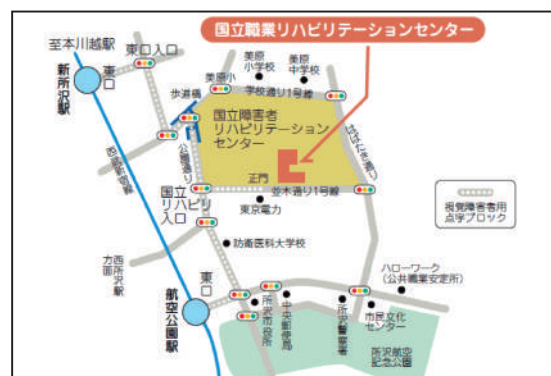 国立職業リハビリテーションセンター
至本川越駅
東口入口
東口
新所沢駅
美原小学校
美原中学校
美原小
学校通り1号線
歩道橋
国立障害者
リハビリテーション
センター
公園通り
はばたき通り
西武新宿線
正門
並木通り1号線
国立
リハビリ
入口
東京電力
視覚障害者用
点字ブロック
防衛医科大学校
西所沢駅
方面
東口
航空公園駅
ハローワーク
(公共職業安定所)
所沢市役所
中央郵便局
所沢警察署
市民文化
センター
所沢航空
記念公園